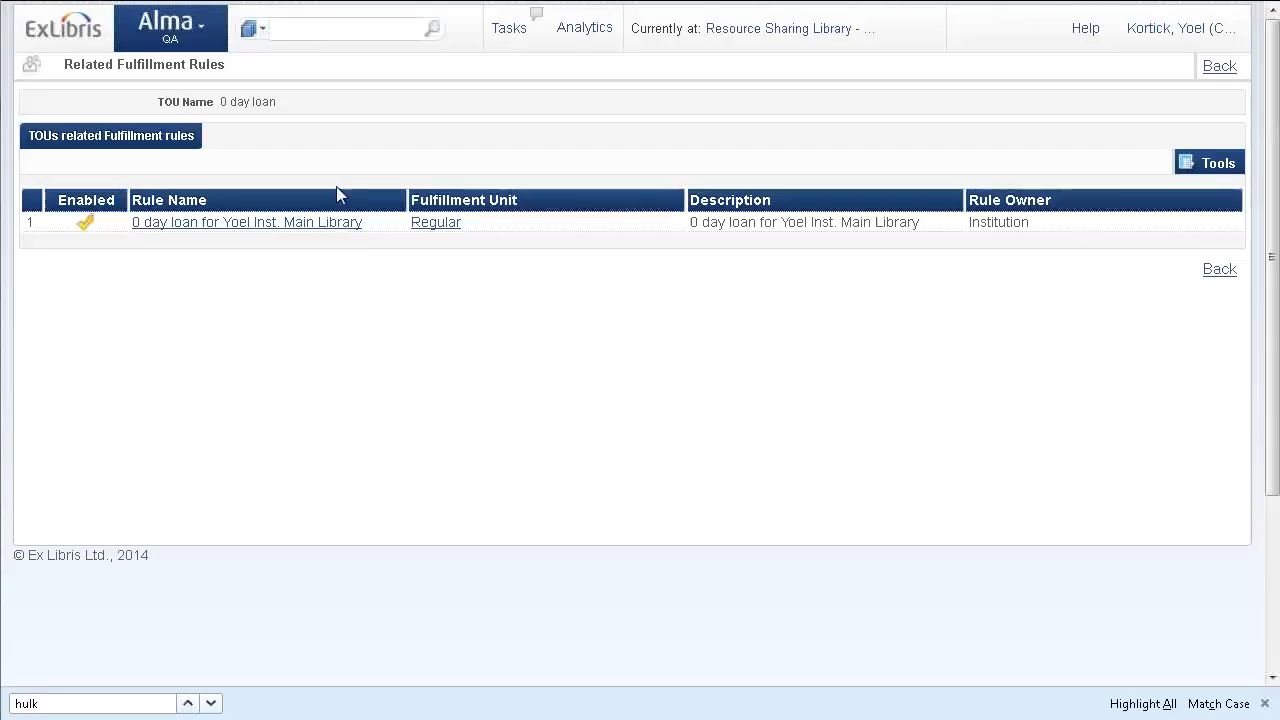 ExLibris Alma QA Tasks Analytics Currently at: Resource Sharing Library - ... Help Kortick, Yoel (C...
Related Fulfillment Rules Back
TOU Name 0 day loan
TOUs related Fulfillment rules
Tools
Enabled Rule Name Fulfillment Unit Description Rule Owner
1 0 day loan for Yoel Inst. Main Library Regular 0 day loan for Yoel Inst. Main Library Institution
Back
© Ex Libris Ltd., 2014
hulk Highlight All Match Case